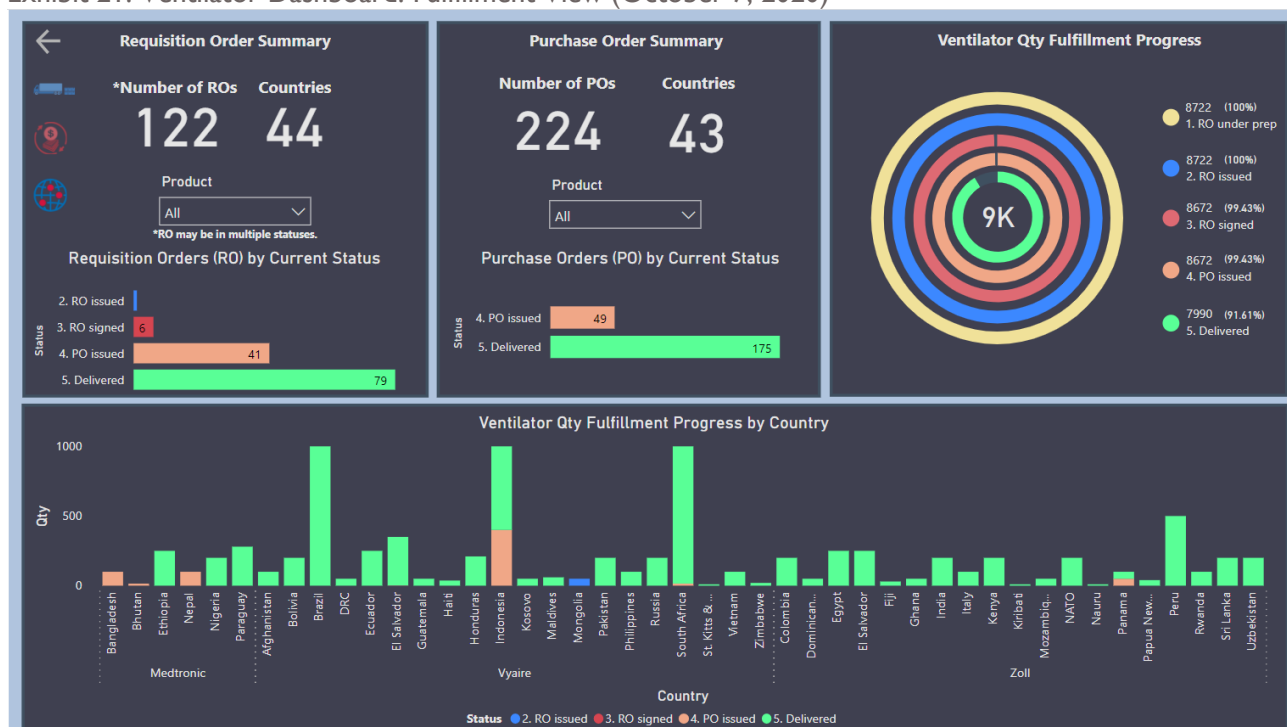 Exhibit 21: Ventilator Dashboard: Fulfillment View (October 7, 2020)
Requisition Order Summary
*Number of ROs Countries
122 44
Product
All
*RO may be in multiple statuses.
Requisition Orders (RO) by Current Status
Status
2. RO issued
3. RO signed 6
4. PO issued 41
5. Delivered 79
Purchase Order Summary
Number of POs Countries
224 43
Product
All
Purchase Orders (PO) by Current Status
Status
4. PO issued 49
5. Delivered 175
Ventilator Qty Fulfillment Progress
9K
8722 (100%)
1. RO under prep
8722 (100%)
2. RO issued
8672 (99.43%)
3. RO signed
8672 (99.43%)
4. PO issued
7990 (91.61%)
5. Delivered
Ventilator Qty Fulfillment Progress by Country
Qty
1000
500
0
Bangladesh
Bhutan
Ethiopia
Nepal
Nigeria
Paraguay
Afghanistan
Bolivia
Brazil
DRC
Ecuador
El Salvador
Guatemala
Haiti
Honduras
Indonesia
Kosovo
Maldives
Mongolia
Pakistan
Philippines
Russia
South Africa
St Kitts & ...
Vietnam
Zimbabwe
Colombia
Dominican...
Egypt
El Salvador
Fiji
Ghana
India
Italy
Kenya
Kiribati
Mozambiq...
NATO
Nauru
Panama
Papua New...
Peru
Rwanda
Sri Lanka
Uzbekistan
Medtronic Vyaire Zoll
Country
Status 2. RO issued 3. RO signed 4. PO issued 5. Delivered